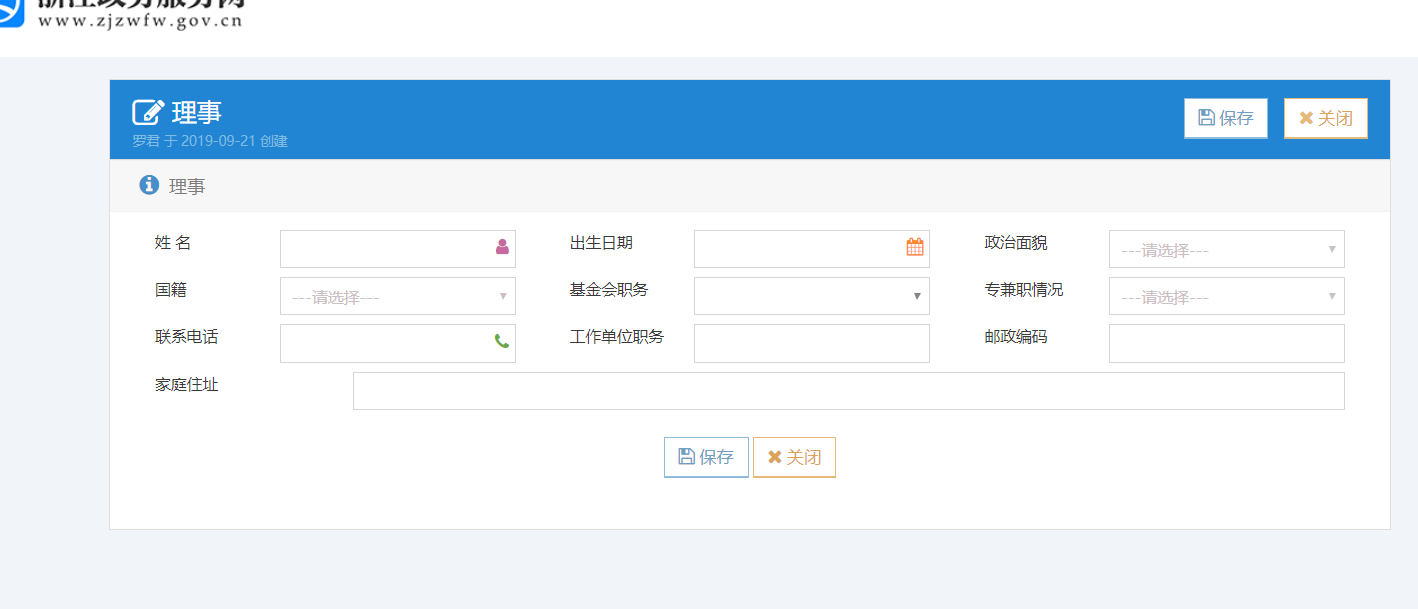 www.zjzwfw.gov.cn
理事
罗君 于 2019-09-21 创建
保存 关闭
理事
姓 名 出生日期 政治面貌 ---请选择---
国籍 ---请选择--- 基金会职务 专兼职情况 ---请选择---
联系电话 工作单位职务 邮政编码
家庭住址
保存 关闭